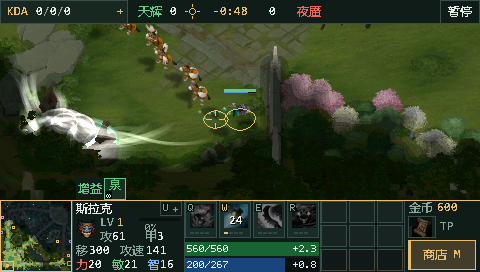 KDA 0/0/0 + 天辉 0 -0:48 0 夜魇 暂停
增益 泉
∞
斯拉克 U + Q W E R 金币 600
LV 1
24
0%
攻61 甲3 TP
移300 攻速141 560/560 +2.3
力20 敏21 智16 200/267 +0.8
商店 M